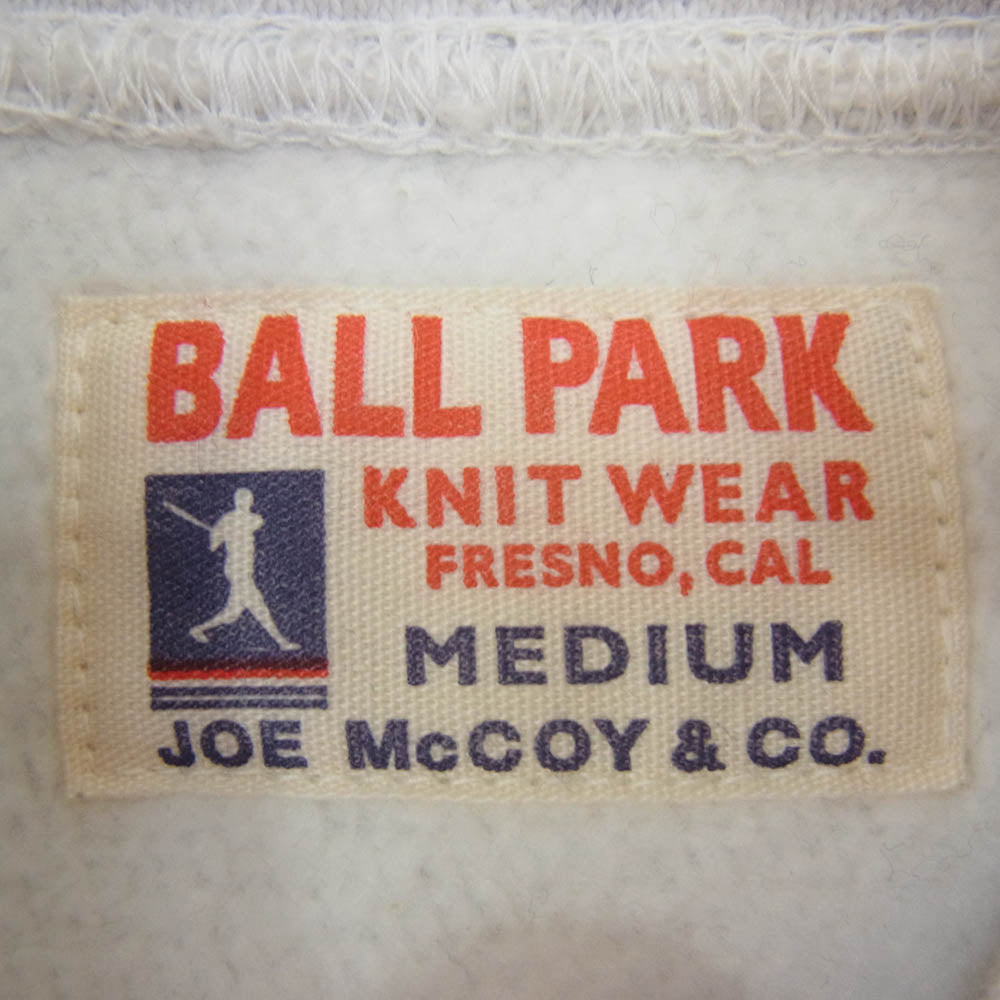 BALL PARK
KNIT WEAR
FRESNO, CAL
MEDIUM
JOE McCOY & CO.